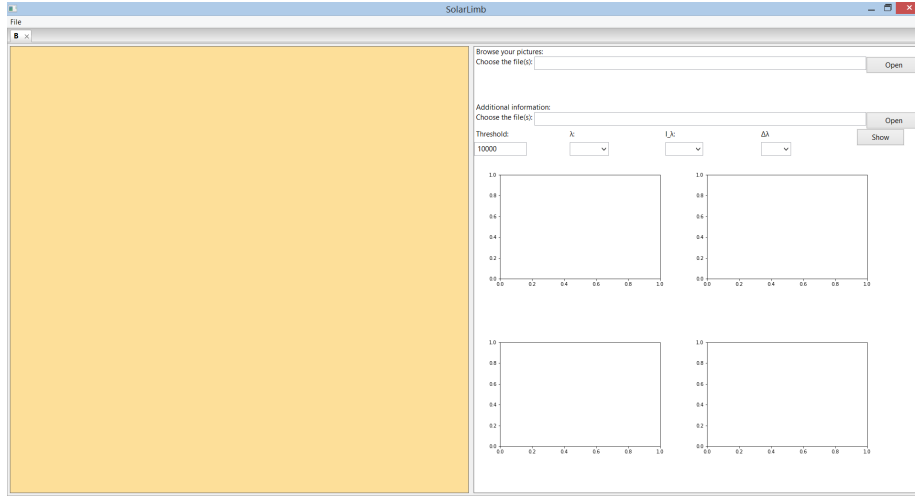 SolarLimb
File
B ×
Browse your pictures:
Choose the file(s):
Open
Additional information:
Choose the file(s):
Open
Threshold: λ: I_λ: Δλ
Show
10000
1.0
0.8
0.6
0.4
0.2
0.0
0.0 0.2 0.4 0.6 0.8 1.0
1.0
0.8
0.6
0.4
0.2
0.0
0.0 0.2 0.4 0.6 0.8 1.0
1.0
0.8
0.6
0.4
0.2
0.0
0.0 0.2 0.4 0.6 0.8 1.0
1.0
0.8
0.6
0.4
0.2
0.0
0.0 0.2 0.4 0.6 0.8 1.0